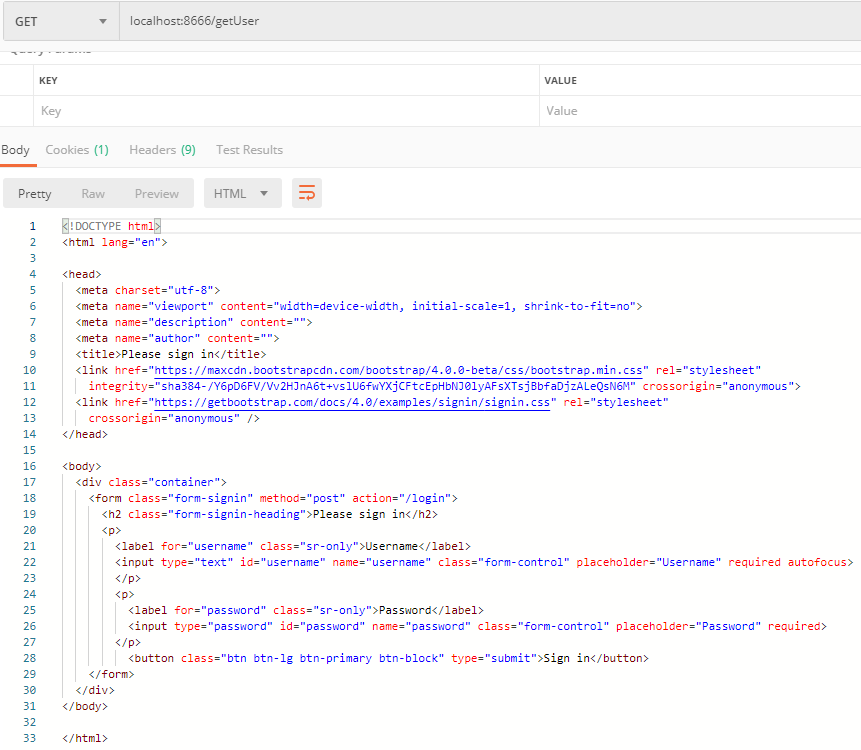 GET localhost:8666/getUser
Query Params
KEY VALUE
Key Value
Body Cookies (1) Headers (9) Test Results
Pretty Raw Preview HTML
1 <!DOCTYPE html>
2 <html lang="en">
3
4 <head>
5 <meta charset="utf-8">
6 <meta name="viewport" content="width=device-width, initial-scale=1, shrink-to-fit=no">
7 <meta name="description" content="">
8 <meta name="author" content="">
9 <title>Please sign in</title>
10 <link href="https://maxcdn.bootstrapcdn.com/bootstrap/4.0.0-beta/css/bootstrap.min.css" rel="stylesheet"
11 integrity="sha384-/Y6pD6FV/Vv2HJnA6t+vslU6fwYXjCFtcEpHbNJ0lyAFsXTsjBbfaDjzALeQsN6M" crossorigin="anonymous">
12 <link href="https://getbootstrap.com/docs/4.0/examples/signin/signin.css" rel="stylesheet"
13 crossorigin="anonymous" />
14 </head>
15
16 <body>
17 <div class="container">
18 <form class="form-signin" method="post" action="/login">
19 <h2 class="form-signin-heading">Please sign in</h2>
20 <p>
21 <label for="username" class="sr-only">Username</label>
22 <input type="text" id="username" name="username" class="form-control" placeholder="Username" required autofocus>
23 </p>
24 <p>
25 <label for="password" class="sr-only">Password</label>
26 <input type="password" id="password" name="password" class="form-control" placeholder="Password" required>
27 </p>
28 <button class="btn btn-lg btn-primary btn-block" type="submit">Sign in</button>
29 </form>
30 </div>
31 </body>
32
33 </html>